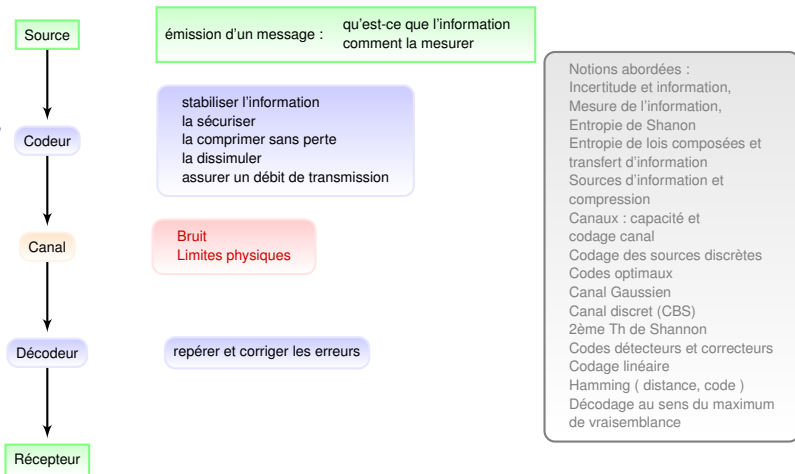 Source
émission d'un message :
qu'est-ce que l'information
comment la mesurer
Codeur
stabiliser l'information
la sécuriser
la comprimer sans perte
la dissimuler
assurer un débit de transmission
Canal
Bruit
Limites physiques
Décodeur
repérer et corriger les erreurs
Récepteur
Notions abordées :
Incertitude et information,
Mesure de l'information,
Entropie de Shanon
Entropie de lois composées et
transfert d'information
Sources d'information et
compression
Canaux : capacité et
codage canal
Codage des sources discrètes
Codes optimaux
Canal Gaussien
Canal discret (CBS)
2ème Th de Shannon
Codes détecteurs et correcteurs
Codage linéaire
Hamming ( distance, code )
Décodage au sens du maximum
de vraisemblance